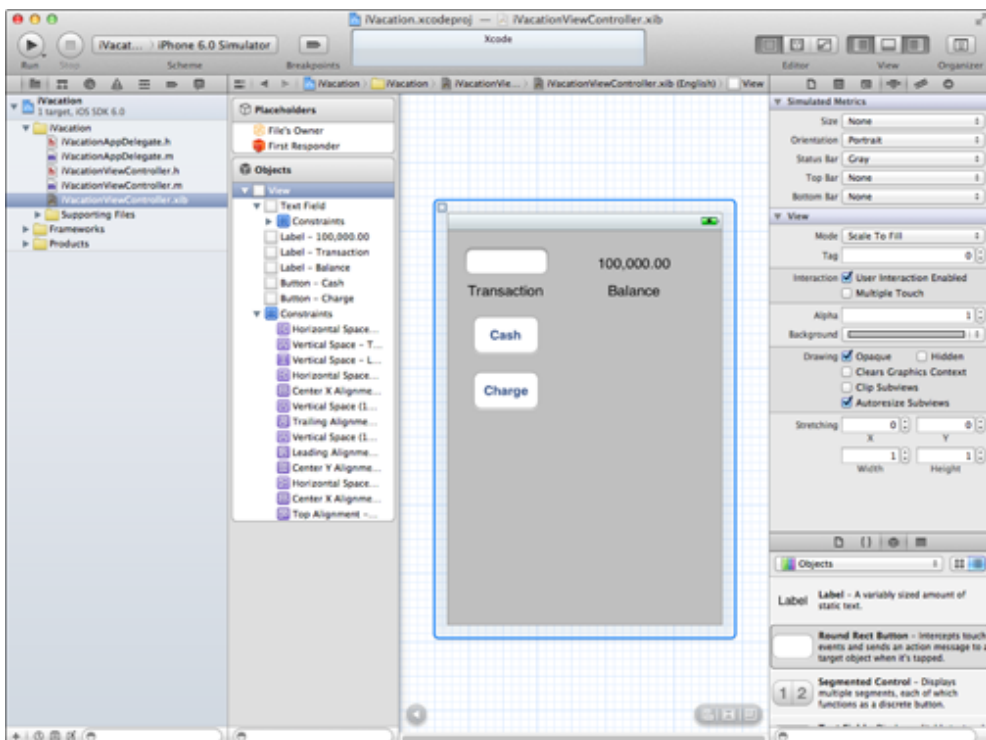 iVacation.xcodeproj — iVacationViewController.xib
iVacat... iPhone 6.0 Simulator
Xcode
Run Stop Scheme Breakpoints Editor View Organizer
iVacation iVacation iVacationVie... iVacationViewController.xib (English) View
iVacation
1 target, iOS SDK 6.0
iVacation
iVacationAppDelegate.h
iVacationAppDelegate.m
iVacationViewController.h
iVacationViewController.m
iVacationViewController.xib
Supporting Files
Frameworks
Products
Placeholders
File's Owner
First Responder
Objects
View
Text Field
Constraints
Label - 100,000.00
Label - Transaction
Label - Balance
Button - Cash
Button - Charge
Constraints
Horizontal Space...
Vertical Space - T...
Vertical Space - L...
Horizontal Space...
Center X Alignment...
Vertical Space (1...
Trailing Alignme...
Vertical Space (1...
Leading Alignme...
Center Y Alignme...
Horizontal Space...
Center X Alignme...
Top Alignment -...
100,000.00
Transaction Balance
Cash
Charge
Simulated Metrics
Size None
Orientation Portrait
Status Bar Gray
Top Bar None
Bottom Bar None
View
Mode Scale To Fill
Tag 0
Interaction User Interaction Enabled
Multiple Touch
Alpha 1
Background
Drawing Opaque Hidden
Clears Graphics Context
Clip Subviews
Autoresize Subviews
Stretching 0 0
X Y
1 1
Width Height
Objects
Label Label - A variably sized amount of
static text.
Round Rect Button - Intercepts touch
events and sends an action message to a
target object when it's tapped.
1 2 Segmented Control - Displays
multiple segments, each of which
functions as a discrete button.